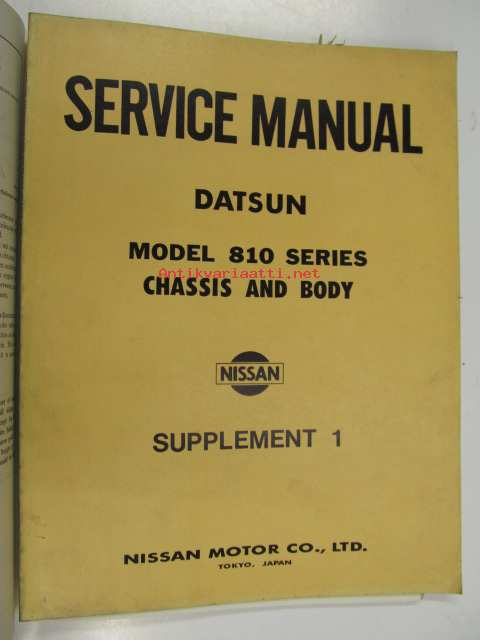 SERVICE MANUAL
DATSUN
MODEL 810 SERIES
Antikvariaatti.net
CHASSIS AND BODY
NISSAN
SUPPLEMENT 1
NISSAN MOTOR CO., LTD.
TOKYO, JAPAN